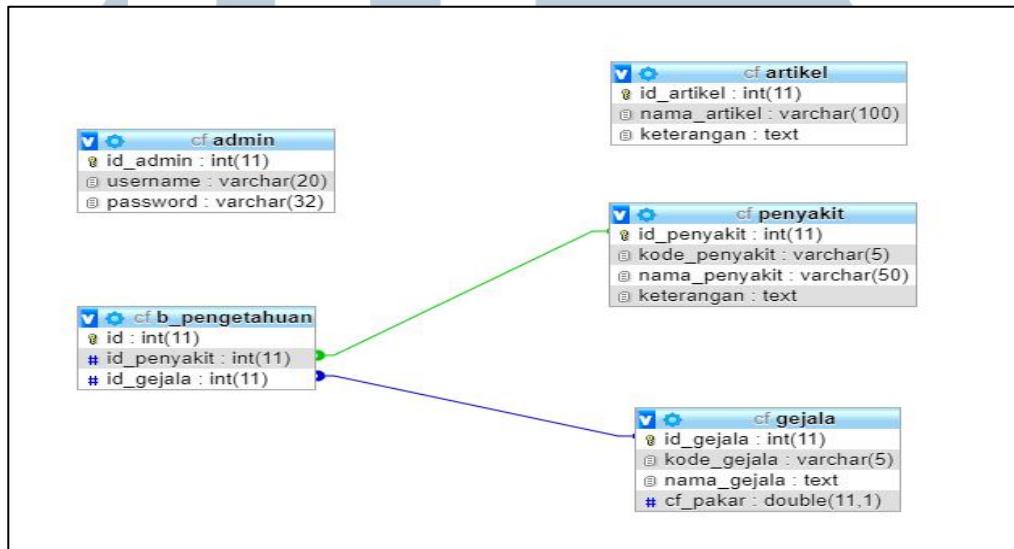 cf admin
id_admin : int(11)
username : varchar(20)
password : varchar(32)
cf artikel
id_artikel : int(11)
nama_artikel : varchar(100)
keterangan : text
cf penyakit
id_penyakit : int(11)
kode_penyakit : varchar(5)
nama_penyakit : varchar(50)
keterangan : text
cf b_pengetahuan
id : int(11)
# id_penyakit : int(11)
# id_gejala : int(11)
cf gejala
id_gejala : int(11)
kode_gejala : varchar(5)
nama_gejala : text
# cf_pakar : double(11,1)